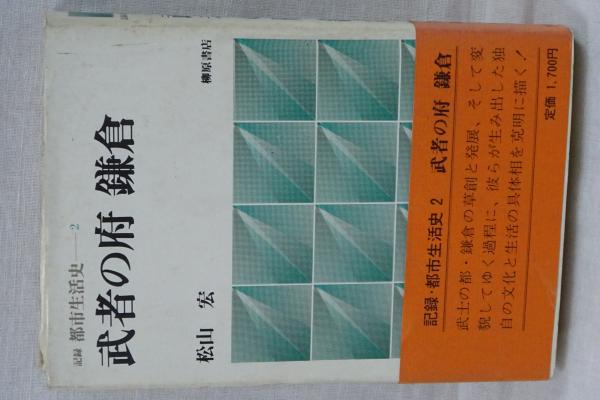 記録 都市生活史――2
武者の府 鎌倉
松山 宏
柳原書店
記録・都市生活史 2 武者の府 鎌倉
武士の都・鎌倉の草創と発展、そして変
貌してゆく過程に、彼らが生み出した独
自の文化と生活の具体相を克明に描く!
定価 1,700円